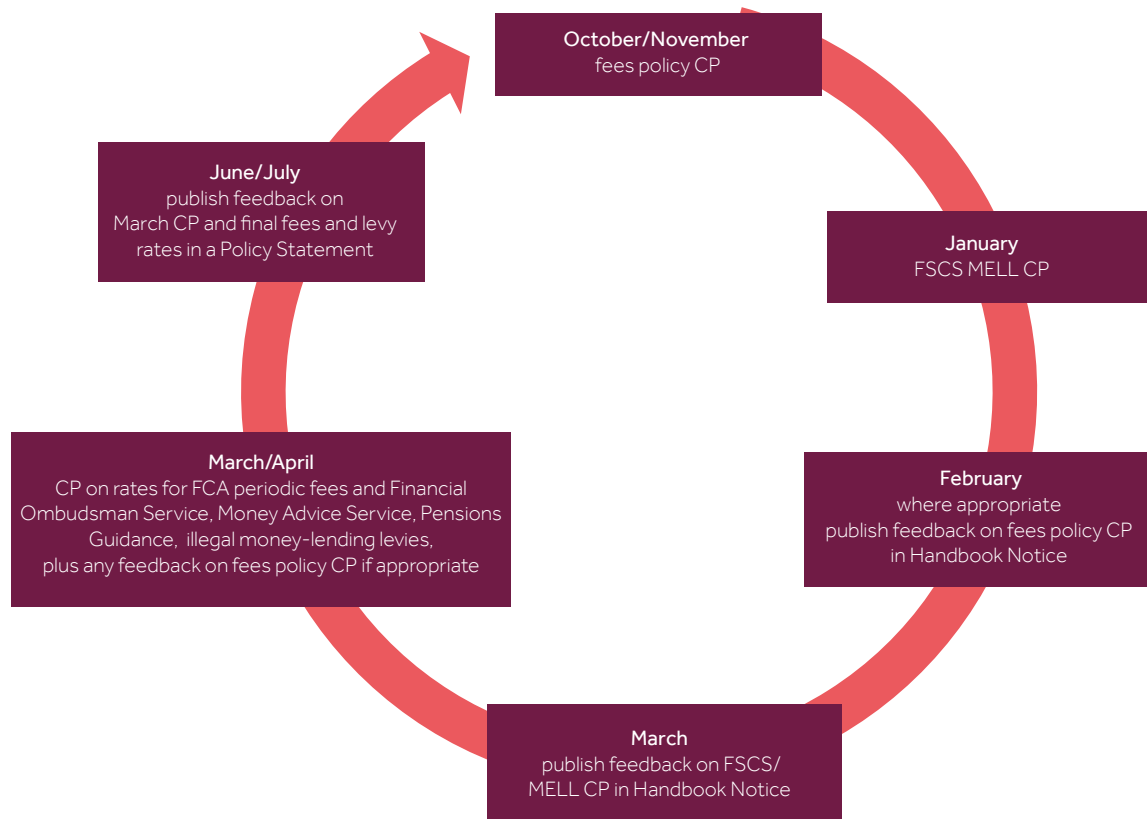 October/November
fees policy CP
January
FSCS MELL CP
February
where appropriate
publish feedback on fees policy CP
in Handbook Notice
March
publish feedback on FSCS/
MELL CP in Handbook Notice
March/April
CP on rates for FCA periodic fees and Financial
Ombudsman Service, Money Advice Service, Pensions
Guidance, illegal money-lending levies,
plus any feedback on fees policy CP if appropriate
June/July
publish feedback on
March CP and final fees and levy
rates in a Policy Statement